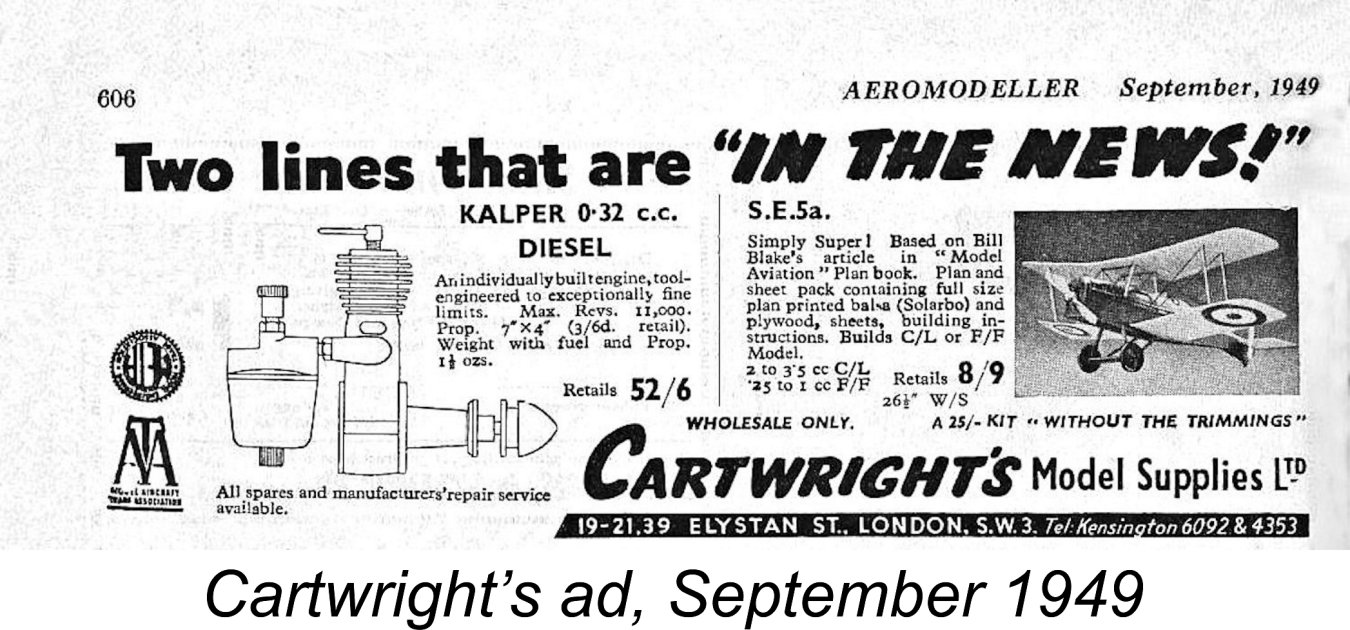 606
AEROMODELLER September, 1949
Two lines that are "IN THE NEWS!"
KALPER 0·32 c.c.
DIESEL
An individually built engine, tool-
engineered to exceptionally fine
limits. Max. Revs. 11,000.
Prop. 7"×4" (3/6d. retail).
Weight with fuel and Prop.
ozs.
Retails 52/6
All spares and manufacturers' repair service
available.
MODEL AIRCRAFT
TRADE ASSOCIATION
S.E.5a.
Simply Super! Based on Bill
Blake's article in "Model
Aviation" Plan book. Plan and
sheet pack containing full size
plan printed balsa (Solarbo) and
plywood, sheets, building in-
structions. Builds C/L or F/F
Model.
2 to 3·5 cc C/L
·25 to 1 cc F/F
Retails 8/9
26½" W/S
WHOLESALE ONLY.
A 25/- KIT "WITHOUT THE TRIMMINGS"
CARTWRIGHT'S Model Supplies LTD
19-21,39 ELYSTAN ST., LONDON, S.W.3. Tel: Kensington 6092 & 4353
Cartwright's ad, September 1949